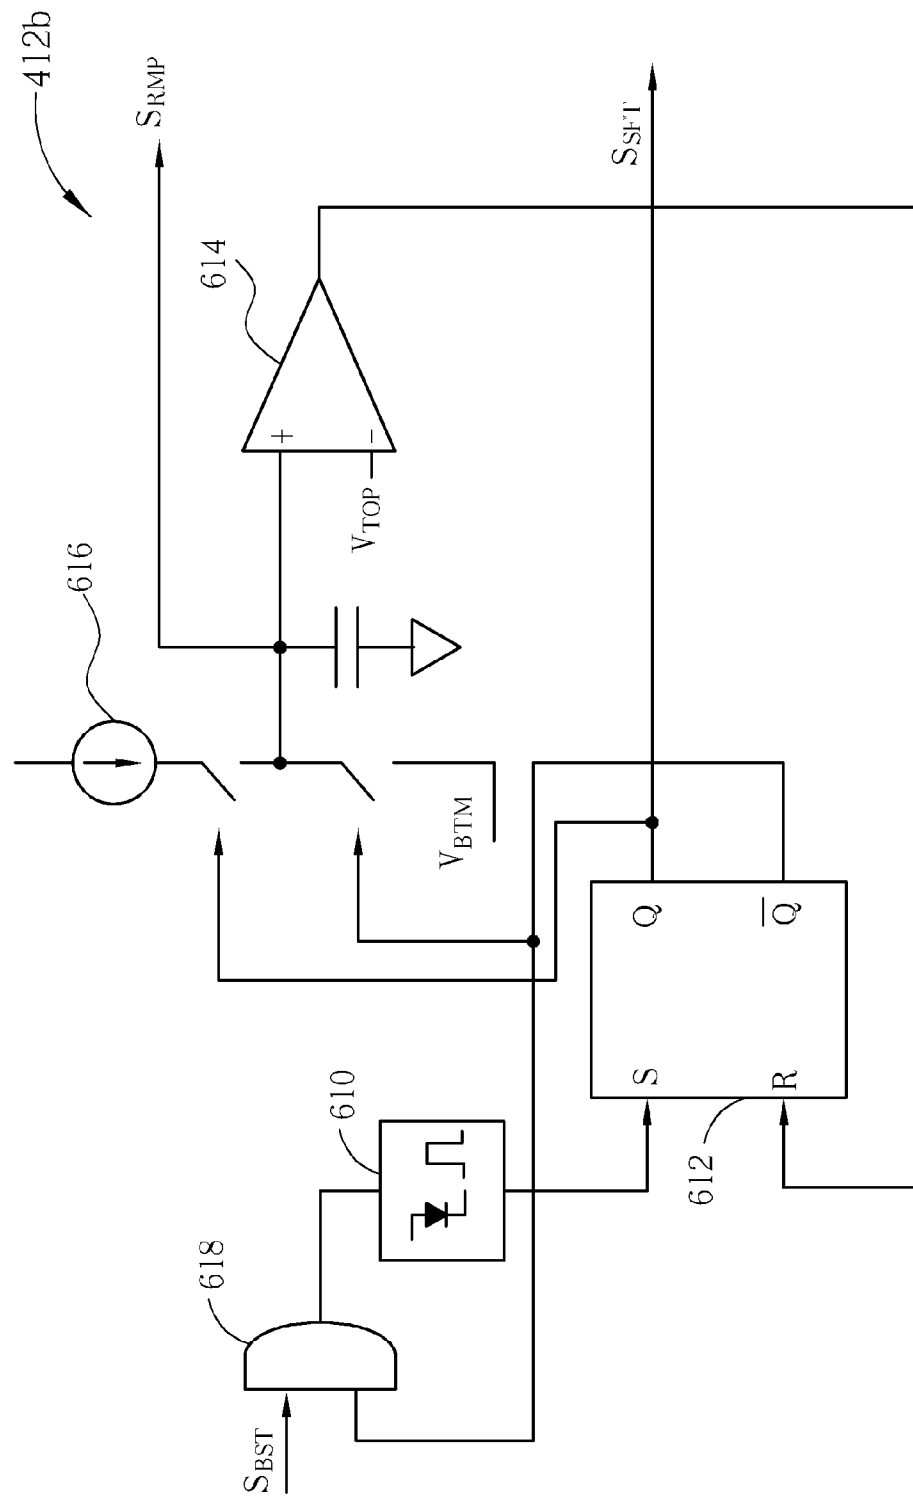 412b
S_RMP
616
614
+
−
V_TOP
V_BTM
S_SFT
618
610
S_BST
S
Q
R
Q̅
612